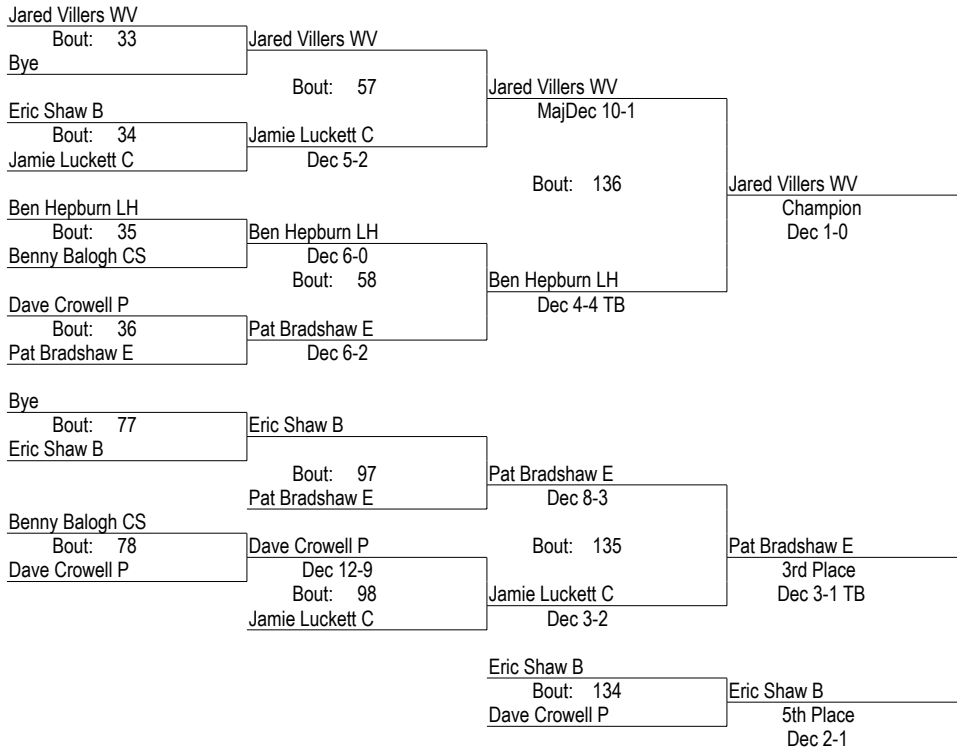 Jared Villers WV
Bout: 33
Jared Villers WV
Bye
Bout: 57
Jared Villers WV
Eric Shaw B
MajDec 10-1
Bout: 34
Jamie Luckett C
Jamie Luckett C
Dec 5-2
Bout: 136
Jared Villers WV
Ben Hepburn LH
Champion
Bout: 35
Ben Hepburn LH
Dec 1-0
Benny Balogh CS
Dec 6-0
Bout: 58
Ben Hepburn LH
Dave Crowell P
Dec 4-4 TB
Bout: 36
Pat Bradshaw E
Pat Bradshaw E
Dec 6-2
Bye
Bout: 77
Eric Shaw B
Eric Shaw B
Bout: 97
Pat Bradshaw E
Pat Bradshaw E
Dec 8-3
Benny Balogh CS
Bout: 78
Dave Crowell P
Bout: 135
Pat Bradshaw E
Dave Crowell P
Dec 12-9
3rd Place
Bout: 98
Jamie Luckett C
Dec 3-1 TB
Jamie Luckett C
Dec 3-2
Eric Shaw B
Bout: 134
Eric Shaw B
Dave Crowell P
5th Place
Dec 2-1